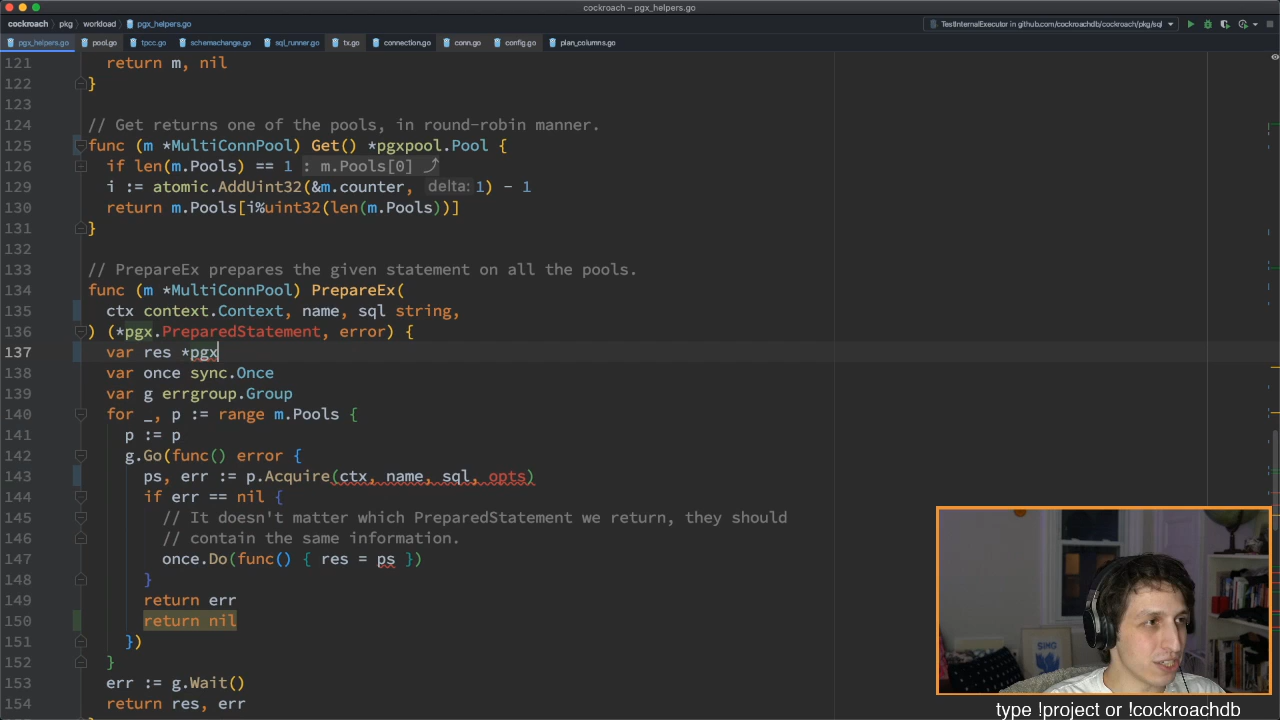 cockroach – pgx_helpers.go
cockroach › pkg › workload › pgx_helpers.go
TestInternalExecutor in github.com/cockroachdb/cockroach/pkg/sql
pgx_helpers.go pool.go tpcc.go schemachange.go sql_runner.go tx.go connection.go conn.go config.go plan_columns.go
121 return m, nil
122 }
123
124 // Get returns one of the pools, in round-robin manner.
125 func (m *MultiConnPool) Get() *pgxpool.Pool {
126 if len(m.Pools) == 1 : m.Pools[0]
129 i := atomic.AddUint32(&m.counter, delta: 1) - 1
130 return m.Pools[i%uint32(len(m.Pools))]
131 }
132
133 // PrepareEx prepares the given statement on all the pools.
134 func (m *MultiConnPool) PrepareEx(
135 ctx context.Context, name, sql string,
136 ) (*pgx.PreparedStatement, error) {
137 var res *pgx
138 var once sync.Once
139 var g errgroup.Group
140 for _, p := range m.Pools {
141 p := p
142 g.Go(func() error {
143 ps, err := p.Acquire(ctx, name, sql, opts)
144 if err == nil {
145 // It doesn't matter which PreparedStatement we return, they should
146 // contain the same information.
147 once.Do(func() { res = ps })
148 }
149 return err
150 return nil
151 })
152 }
153 err := g.Wait()
154 return res, err
SING
type !project or !cockroachdb